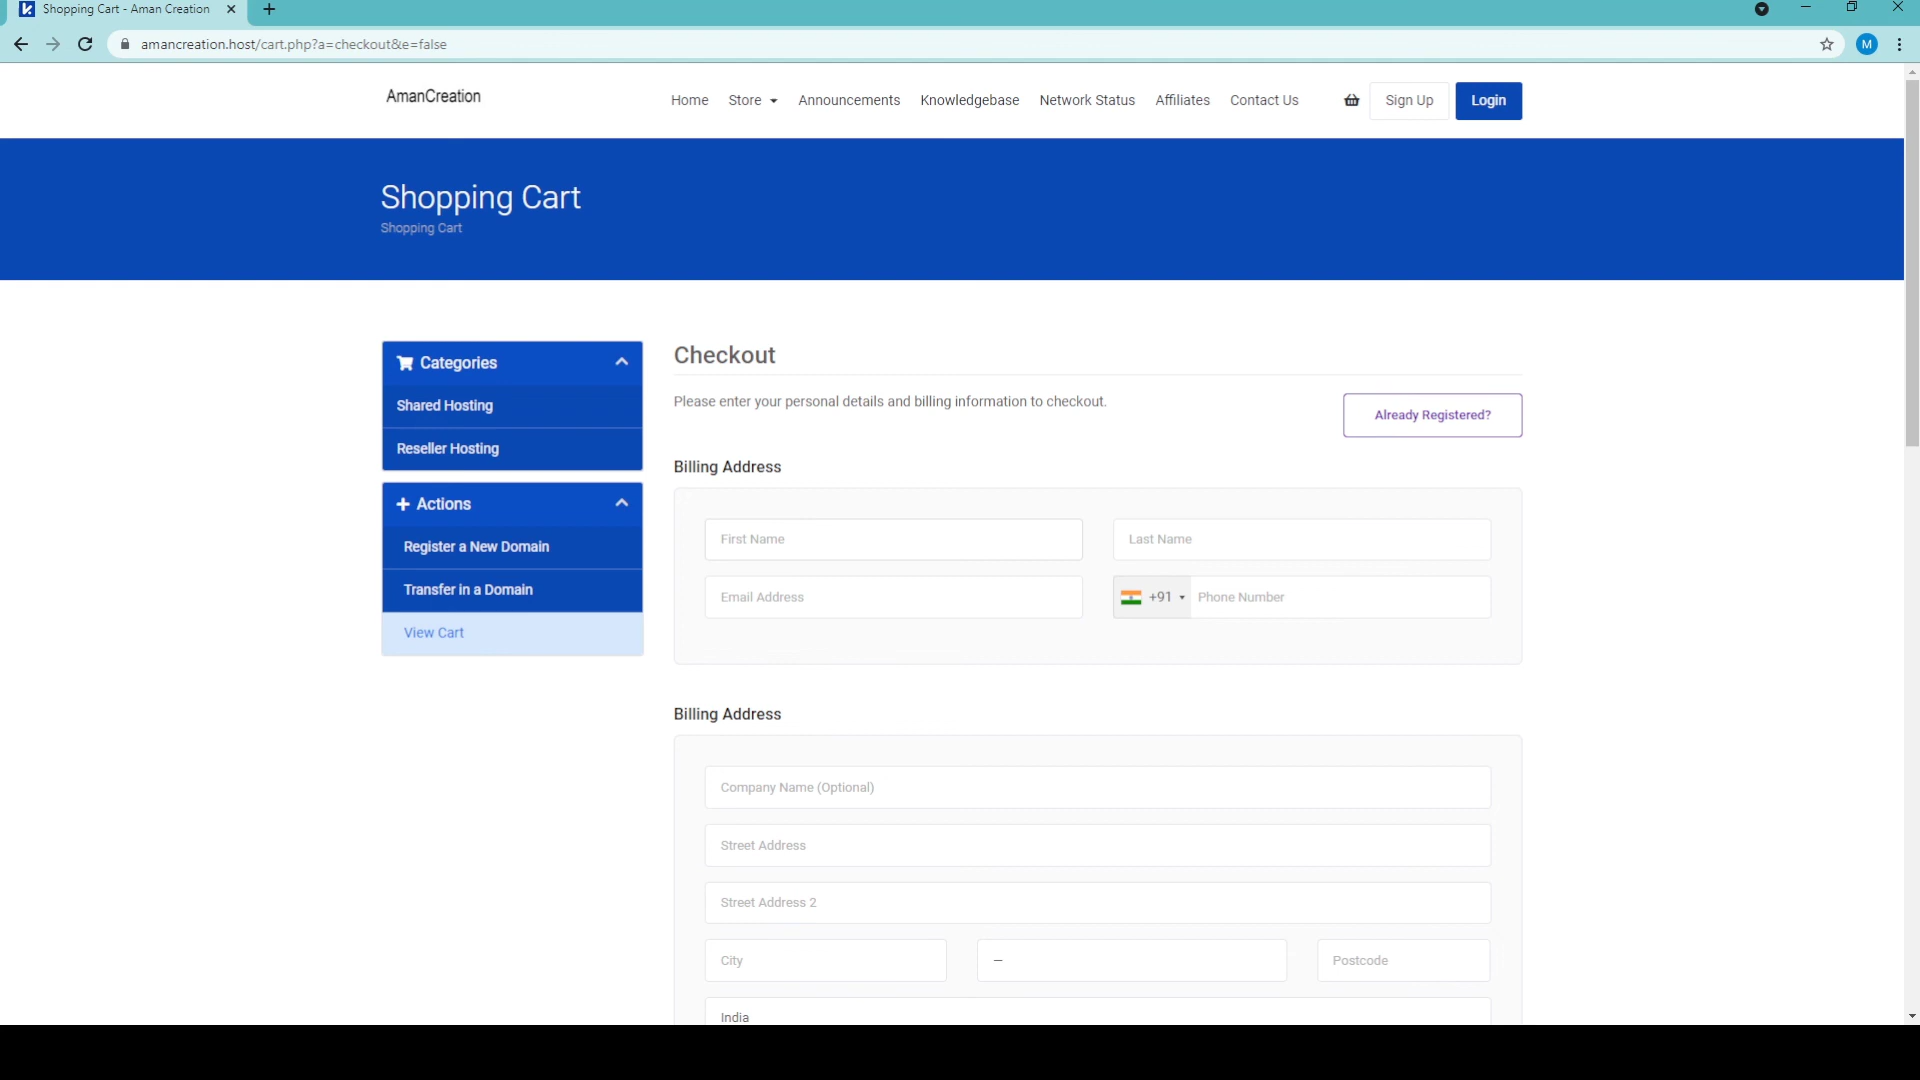 Shopping Cart - Aman Creation
amancreation.host/cart.php?a=checkout&e=false
M
AmanCreation
Home
Store
Announcements
Knowledgebase
Network Status
Affiliates
Contact Us
Sign Up
Login
Shopping Cart
Shopping Cart
Categories
Shared Hosting
Reseller Hosting
Actions
Register a New Domain
Transfer in a Domain
View Cart
Checkout
Please enter your personal details and billing information to checkout.
Already Registered?
Billing Address
First Name
Last Name
Email Address
+91
Phone Number
Billing Address
Company Name (Optional)
Street Address
Street Address 2
City
—
Postcode
India